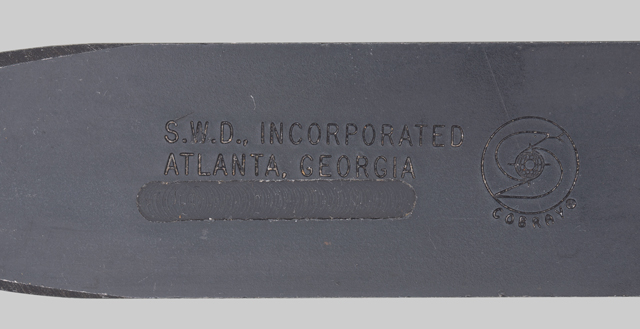 S.W.D., INCORPORATED
ATLANTA, GEORGIA
COBRAY